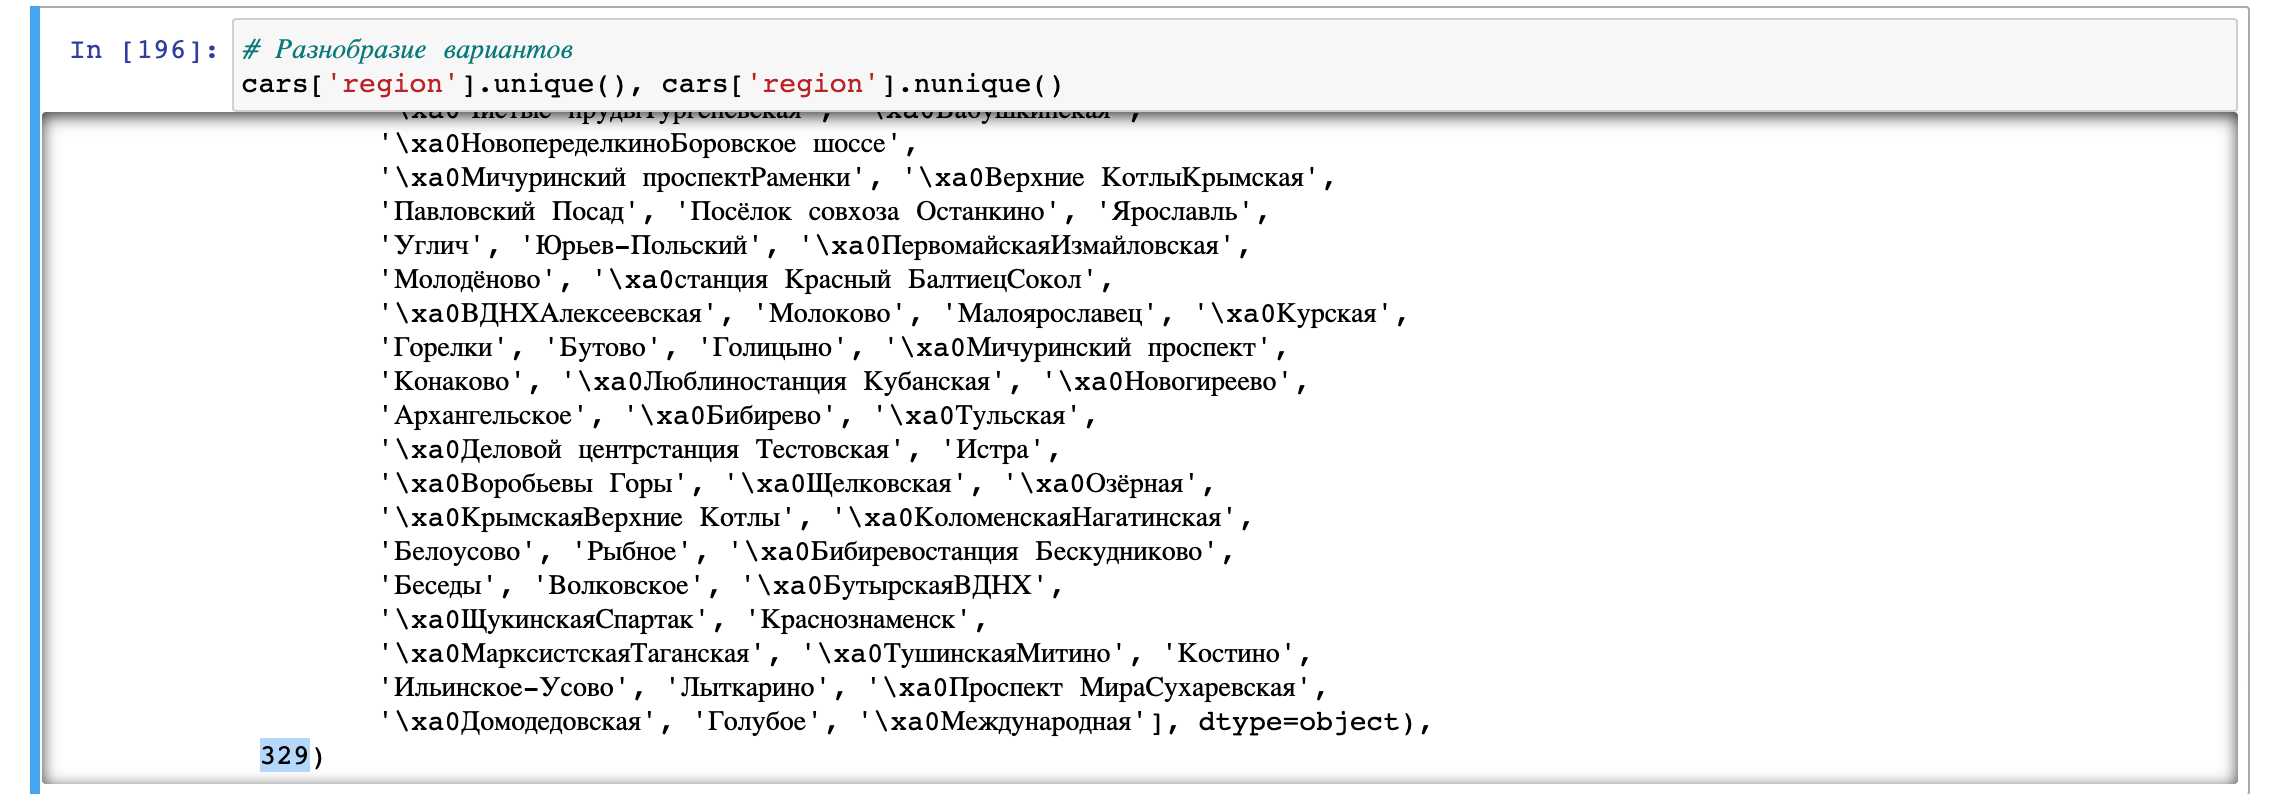 In [196]:
# Разнобразие вариантов
cars['region'].unique(), cars['region'].nunique()
'\xa0Чистые прудыТургеневская', '\xa0Бабушкинская',
'\xa0НовопеределкиноБоровское шоссе',
'\xa0Мичуринский проспектРаменки', '\xa0Верхние КотлыКрымская',
'Павловский Посад', 'Посёлок совхоза Останкино', 'Ярославль',
'Углич', 'Юрьев-Польский', '\xa0ПервомайскаяИзмайловская',
'Молодёново', '\xa0станция Красный БалтиецСокол',
'\xa0ВДНХАлексеевская', 'Молоково', 'Малоярославец', '\xa0Курская',
'Горелки', 'Бутово', 'Голицыно', '\xa0Мичуринский проспект',
'Конаково', '\xa0Люблиностанция Кубанская', '\xa0Новогиреево',
'Архангельское', '\xa0Бибирево', '\xa0Тульская',
'\xa0Деловой центрстанция Тестовская', 'Истра',
'\xa0Воробьевы Горы', '\xa0Щелковская', '\xa0Озёрная',
'\xa0КрымскаяВерхние Котлы', '\xa0КоломенскаяНагатинская',
'Белоусово', 'Рыбное', '\xa0Бибиревостанция Бескудниково',
'Беседы', 'Волковское', '\xa0БутырскаяВДНХ',
'\xa0ЩукинскаяСпартак', 'Краснознаменск',
'\xa0МарксистскаяТаганская', '\xa0ТушинскаяМитино', 'Костино',
'Ильинское-Усово', 'Лыткарино', '\xa0Проспект МираСухаревская',
'\xa0Домодедовская', 'Голубое', '\xa0Международная'], dtype=object),
329)